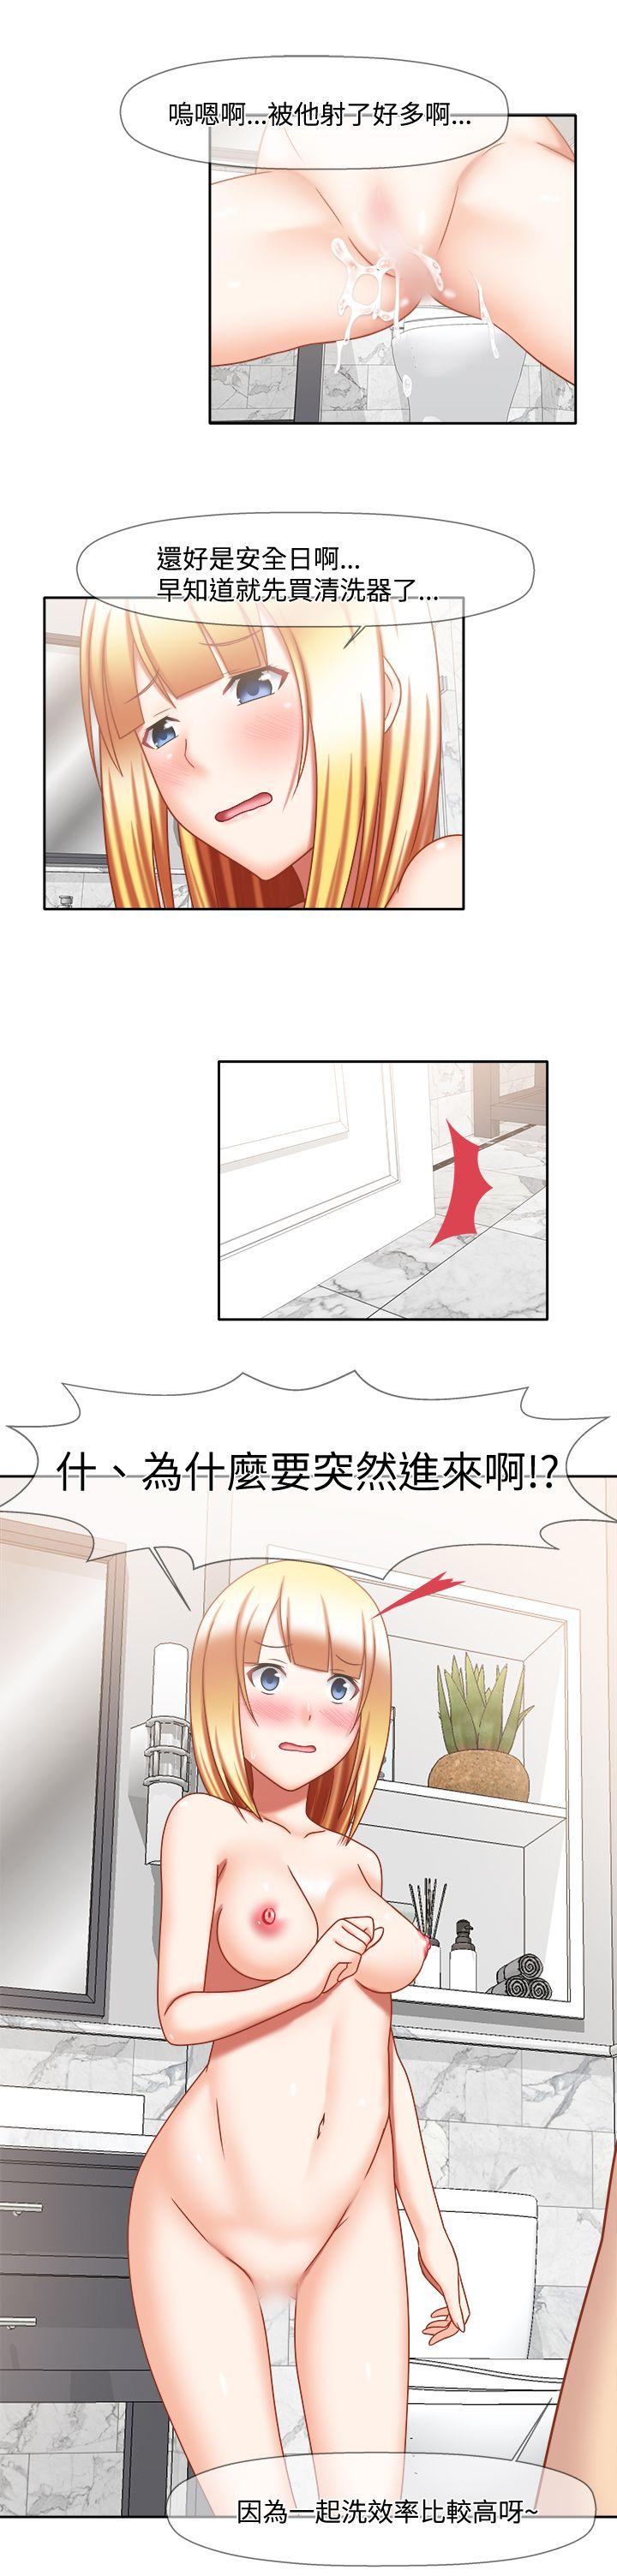 嗚嗯啊...被他射了好多啊...
還好是安全日啊...
早知道就先買清洗器了...
什、為什麼要突然進來啊!?
因為一起洗效率比較高呀~